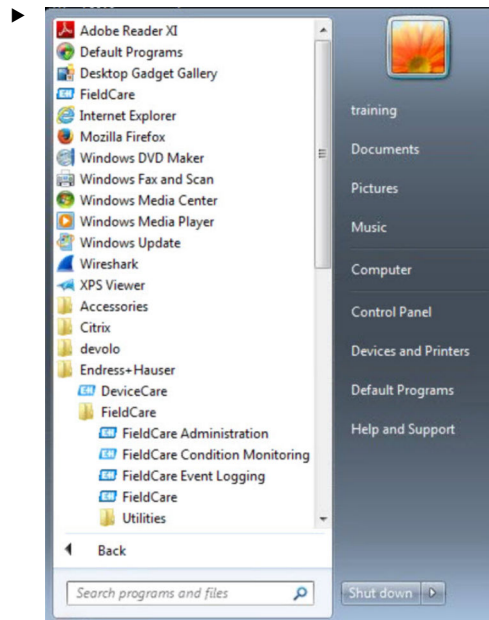 Adobe Reader XI
Default Programs
Desktop Gadget Gallery
FieldCare
Internet Explorer
Mozilla Firefox
Windows DVD Maker
Windows Fax and Scan
Windows Media Center
Windows Media Player
Windows Update
Wireshark
XPS Viewer
Accessories
Citrix
devolo
Endress+Hauser
DeviceCare
FieldCare
FieldCare Administration
FieldCare Condition Monitoring
FieldCare Event Logging
FieldCare
Utilities
Back
Search programs and files
training
Documents
Pictures
Music
Computer
Control Panel
Devices and Printers
Default Programs
Help and Support
Shut down